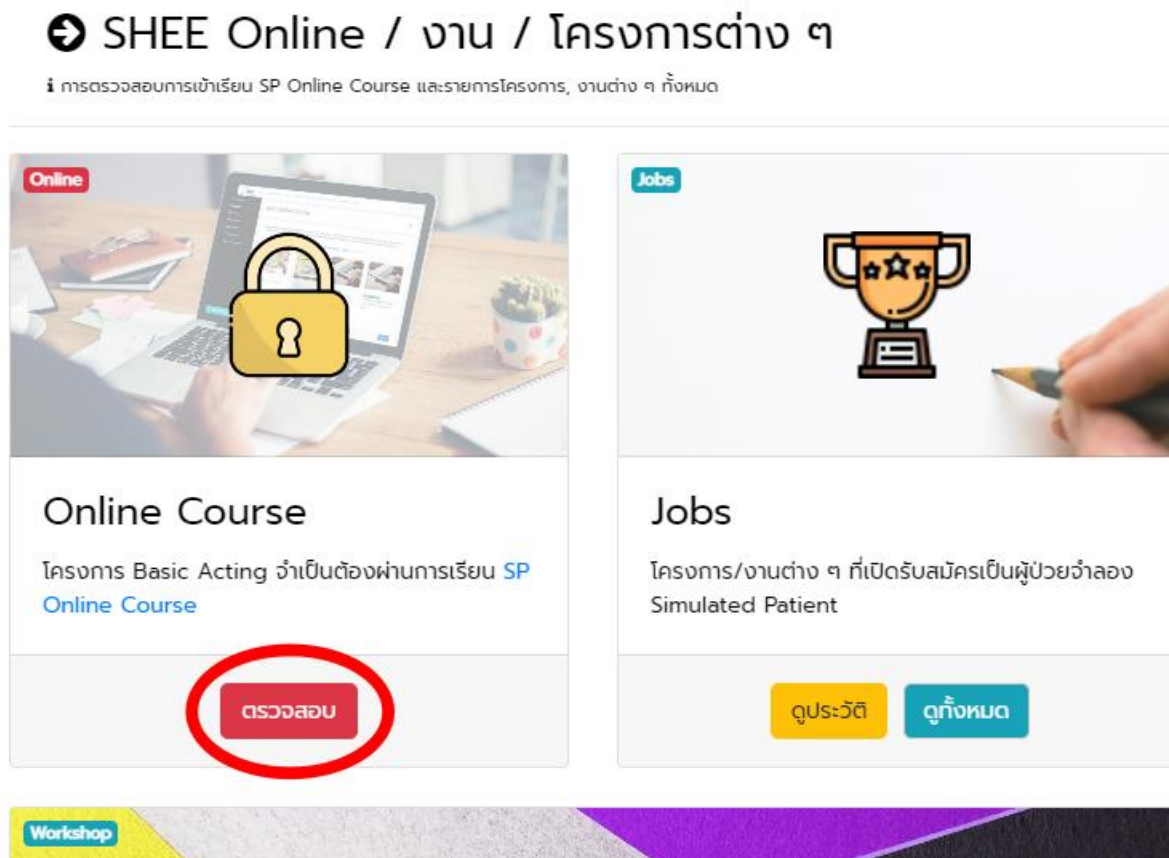 SHEE Online / งาน / โครงการต่าง ๆ
การตรวจสอบการเข้าเรียน SP Online Course และรายการโครงการ, งานต่าง ๆ ทั้งหมด
Online
Online Course
โครงการ Basic Acting จำเป็นต้องผ่านการเรียน SP
Online Course
ตรวจสอบ
Jobs
Jobs
โครงการ/งานต่าง ๆ ที่เปิดรับสมัครเป็นผู้ป่วยจำลอง
Simulated Patient
ดูประวัติ ดูทั้งหมด
Workshop